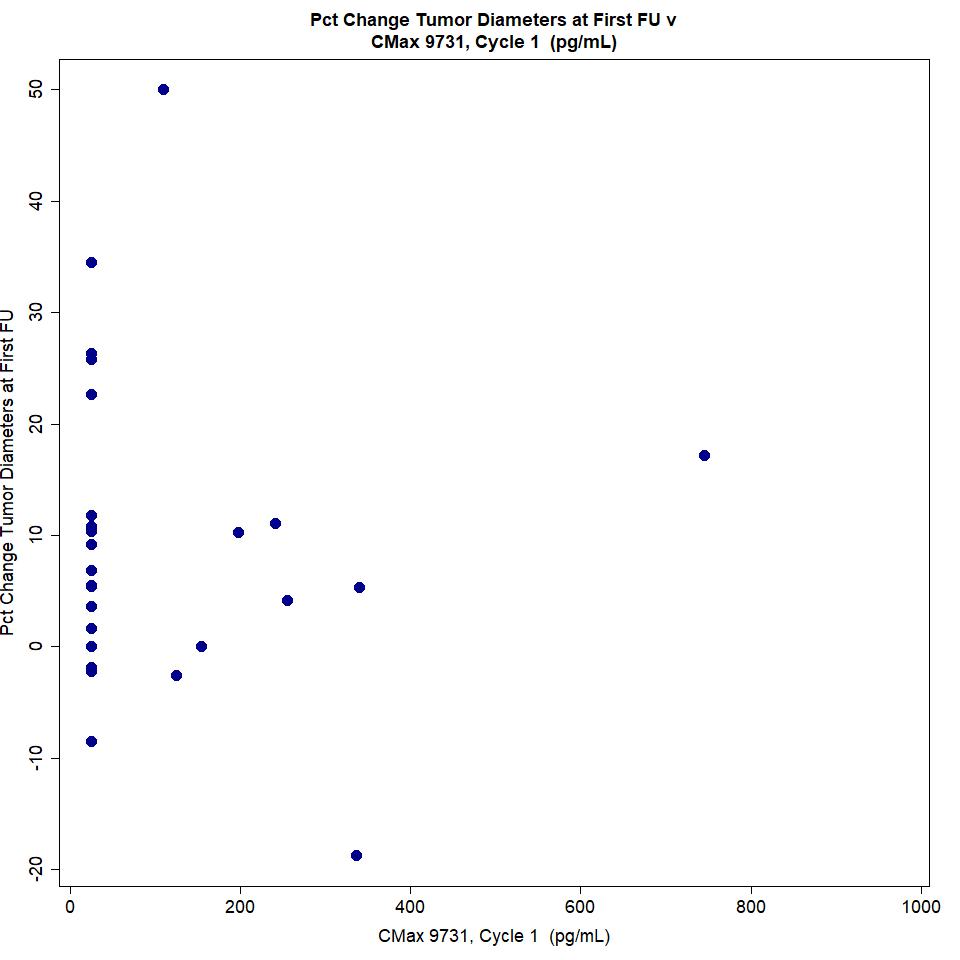 Pct Change Tumor Diameters at First FU v
CMax 9731, Cycle 1  (pg/mL)
Pct Change Tumor Diameters at First FU
50
40
30
20
10
0
-10
-20
0 200 400 600 800 1000
CMax 9731, Cycle 1  (pg/mL)